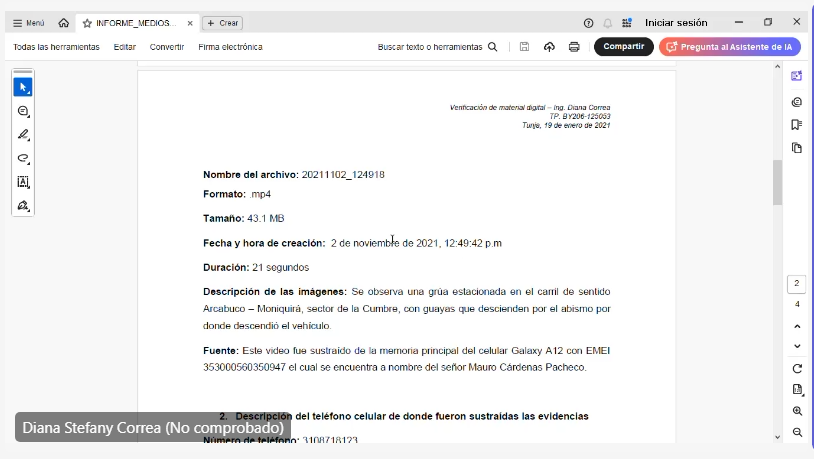 Menú
INFORME_MEDIOS...
Crear
Iniciar sesión
Todas las herramientas
Editar
Convertir
Firma electrónica
Buscar texto o herramientas
Compartir
Pregunta al Asistente de IA
Verificación de material digital – Ing. Diana Correa
TP. BY206-125053
Tunja, 19 de enero de 2021
Nombre del archivo: 20211102_124918
Formato: .mp4
Tamaño: 43.1 MB
Fecha y hora de creación: 2 de noviembre de 2021, 12:49:42 p.m
Duración: 21 segundos
Descripción de las imágenes: Se observa una grúa estacionada en el carril de sentido
Arcabuco – Moniquirá, sector de la Cumbre, con guayas que descienden por el abismo por
donde descendió el vehículo.
Fuente: Este video fue sustraído de la memoria principal del celular Galaxy A12 con EMEI
353000560350947 el cual se encuentra a nombre del señor Mauro Cárdenas Pacheco.
2. Descripción del teléfono celular de donde fueron sustraídas las evidencias
Número de teléfono: 3108718123
Diana Stefany Correa (No comprobado)
2
4